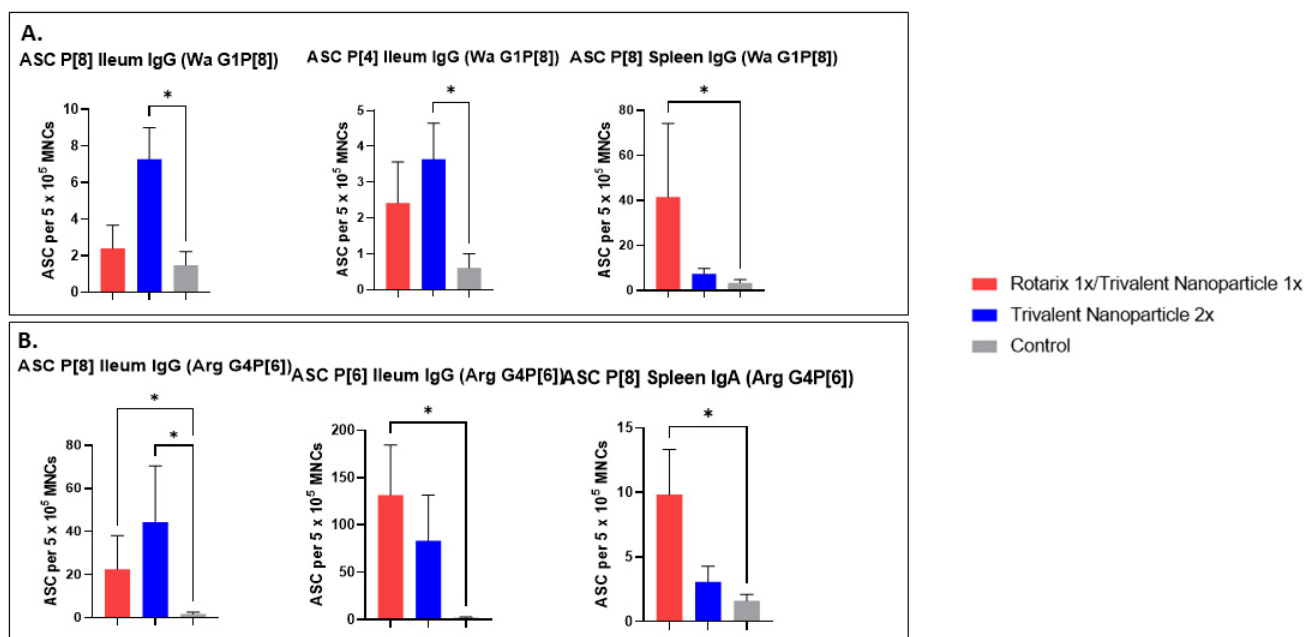 A.
ASC P[8] Ileum IgG (Wa G1P[8])
ASC P[4] Ileum IgG (Wa G1P[8])
ASC P[8] Spleen IgG (Wa G1P[8])
ASC per 5 x 10⁵ MNCs
10
8
6
4
2
0
*
ASC per 5 x 10⁵ MNCs
5
4
3
2
1
0
*
ASC per 5 x 10⁵ MNCs
80
60
40
20
0
*
Rotarix 1x/Trivalent Nanoparticle 1x
Trivalent Nanoparticle 2x
Control
B.
ASC P[8] Ileum IgG (Arg G4P[6])
ASC P[6] Ileum IgG (Arg G4P[6])
ASC P[8] Spleen IgA (Arg G4P[6])
ASC per 5 x 10⁵ MNCs
80
60
40
20
0
*
*
ASC per 5 x 10⁵ MNCs
200
150
100
50
0
*
ASC per 5 x 10⁵ MNCs
15
10
5
0
*